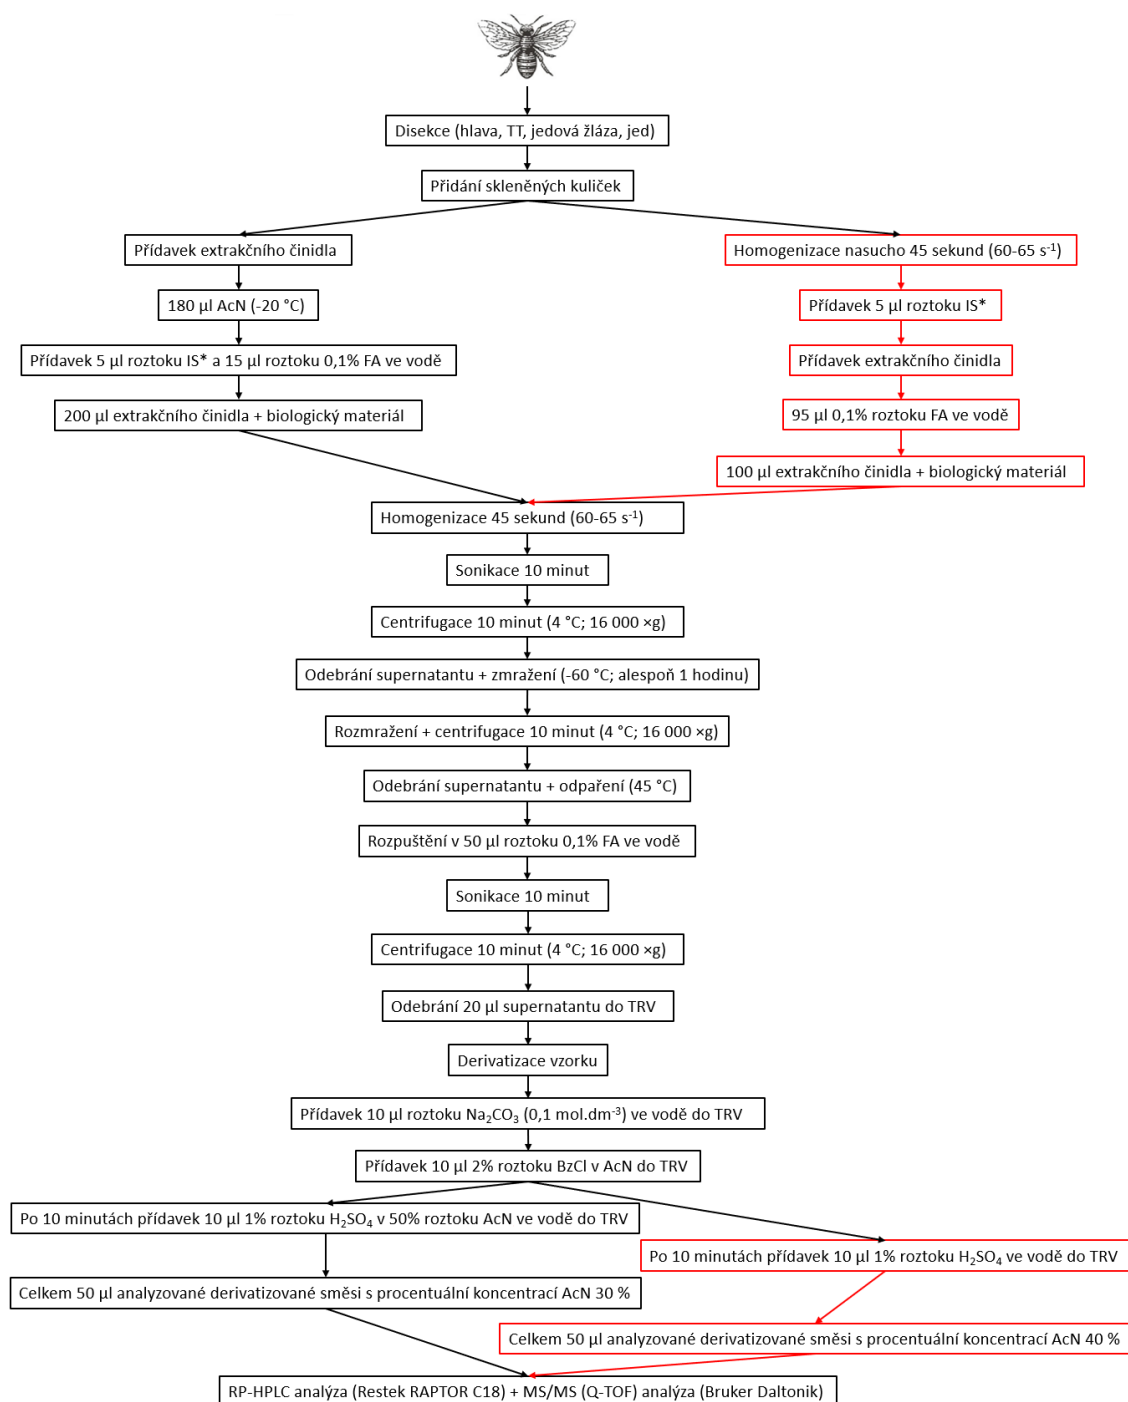 Disekce (hlava, TT, jedová žláza, jed)
Přidání skleněných kuliček
Přídavek extrakčního činidla
180 µl AcN (-20 °C)
Přídavek 5 µl roztoku IS* a 15 µl roztoku 0,1% FA ve vodě
200 µl extrakčního činidla + biologický materiál
Homogenizace nasucho 45 sekund (60-65 s⁻¹)
Přídavek 5 µl roztoku IS*
Přídavek extrakčního činidla
95 µl 0,1% roztoku FA ve vodě
100 µl extrakčního činidla + biologický materiál
Homogenizace 45 sekund (60-65 s⁻¹)
Sonikace 10 minut
Centrifugace 10 minut (4 °C; 16 000 ×g)
Odebrání supernatantu + zmražení (-60 °C; alespoň 1 hodinu)
Rozmražení + centrifugace 10 minut (4 °C; 16 000 ×g)
Odebrání supernatantu + odpaření (45 °C)
Rozpuštění v 50 µl roztoku 0,1% FA ve vodě
Sonikace 10 minut
Centrifugace 10 minut (4 °C; 16 000 ×g)
Odebrání 20 µl supernatantu do TRV
Derivatizace vzorku
Přídavek 10 µl roztoku Na₂CO₃ (0,1 mol.dm⁻³) ve vodě do TRV
Přídavek 10 µl 2% roztoku BzCl v AcN do TRV
Po 10 minutách přídavek 10 µl 1% roztoku H₂SO₄ v 50% roztoku AcN ve vodě do TRV
Celkem 50 µl analyzované derivatizované směsi s procentuální koncentrací AcN 30 %
Po 10 minutách přídavek 10 µl 1% roztoku H₂SO₄ ve vodě do TRV
Celkem 50 µl analyzované derivatizované směsi s procentuální koncentrací AcN 40 %
RP-HPLC analýza (Restek RAPTOR C18) + MS/MS (Q-TOF) analýza (Bruker Daltonik)